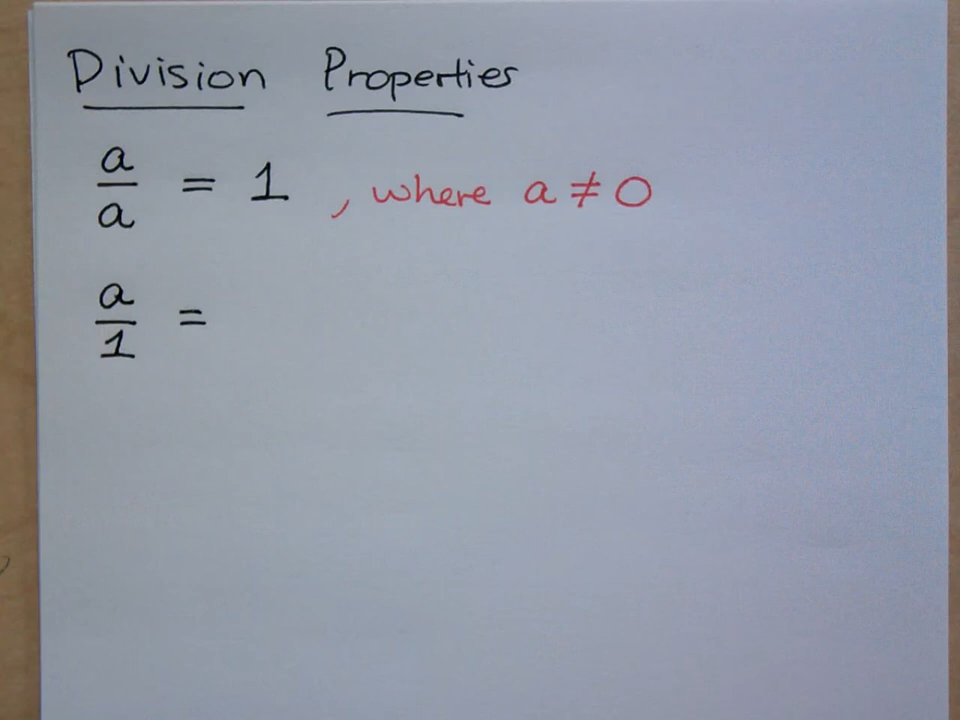 Division Properties
a/a = 1 , where a ≠ 0
a/1 =